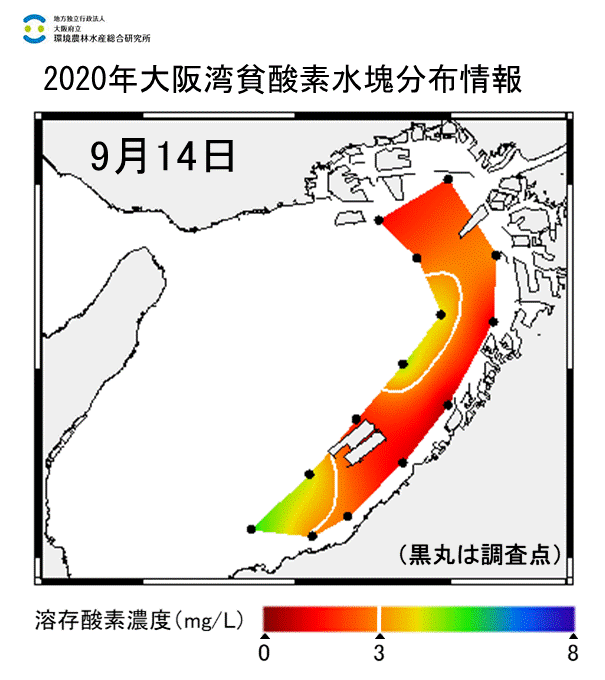 地方独立行政法人
大阪府立
環境農林水産総合研究所
2020年大阪湾貧酸素水塊分布情報
9月14日
(黒丸は調査点)
溶存酸素濃度(mg/L)
0 3 8